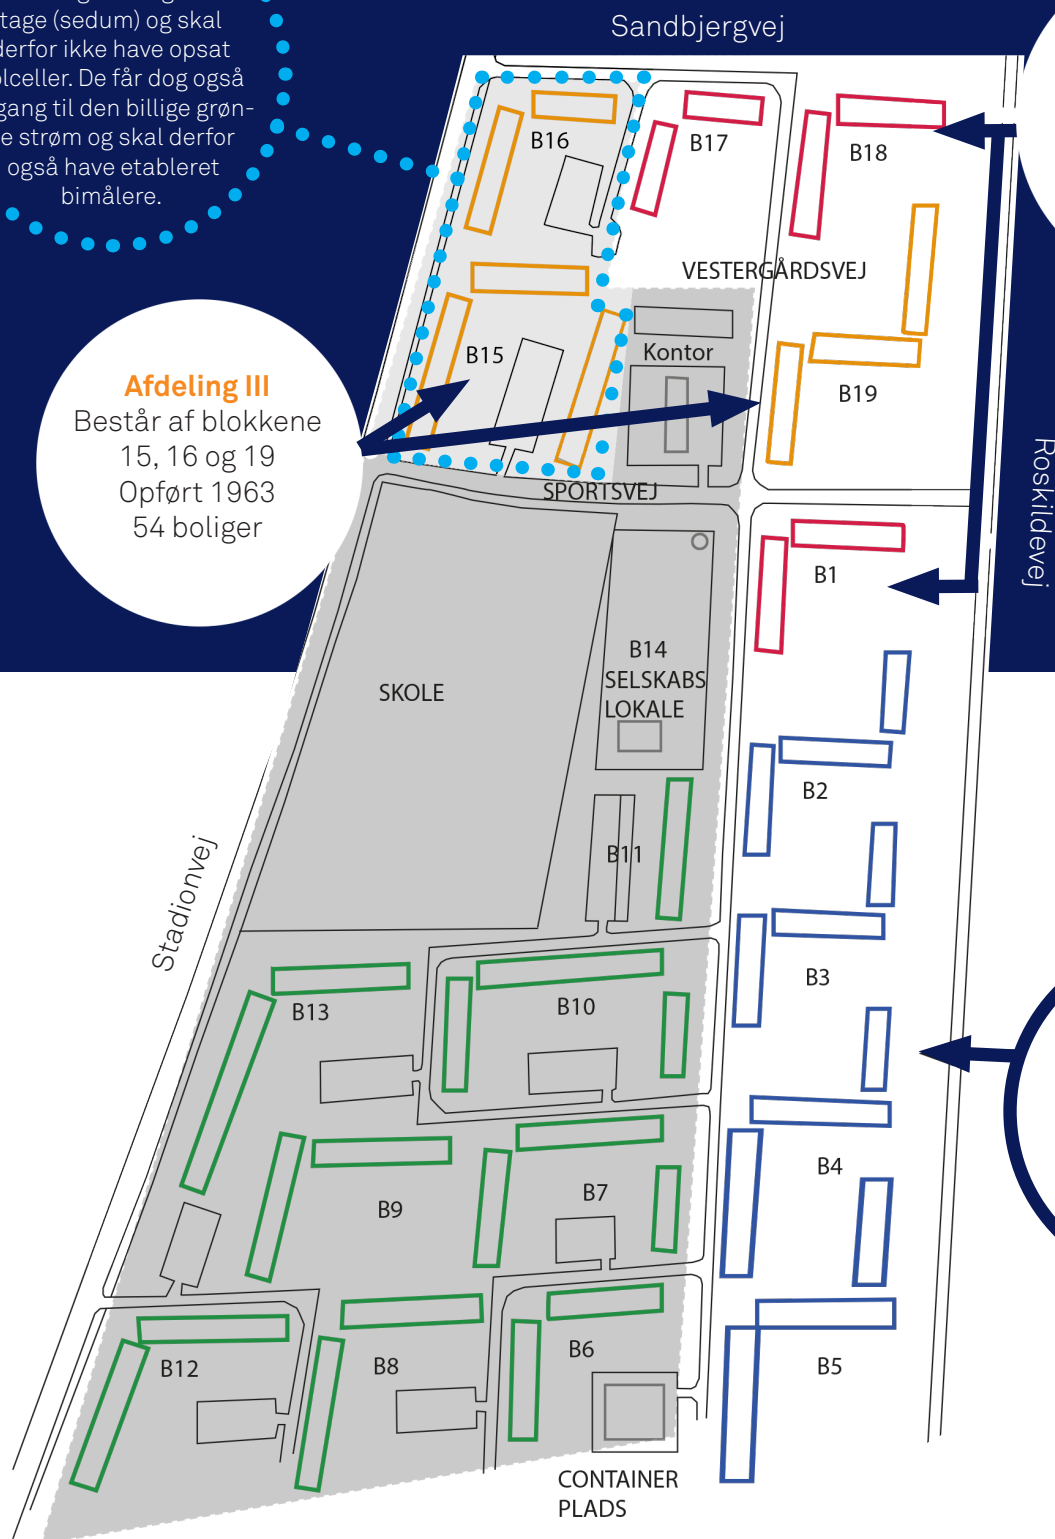 tage (sedum) og skal
derfor ikke have opsat
olceller. De får dog også
gang til den billige grøn-
e strøm og skal derfor
også have etableret
bimålere.
Sandbjergvej
B16
B17
B18
VESTERGÅRDSVEJ
B15
Kontor
B19
Afdeling III
Består af blokkene
15, 16 og 19
Opført 1963
54 boliger
SPORTSVEJ
Roskildevej
B1
B14
SELSKABS
LOKALE
SKOLE
B2
B11
Stadionvej
B3
B13
B10
B4
B9
B7
B12
B8
B6
B5
CONTAINER
PLADS